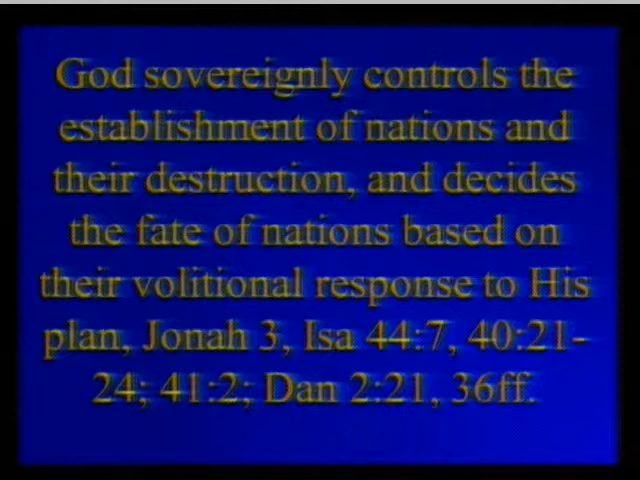 God sovereignly controls the
establishment of nations and
their destruction, and decides
the fate of nations based on
their volitional response to His
plan, Jonah 3, Isa 44:7, 40:21-
24; 41:2; Dan 2:21, 36ff.